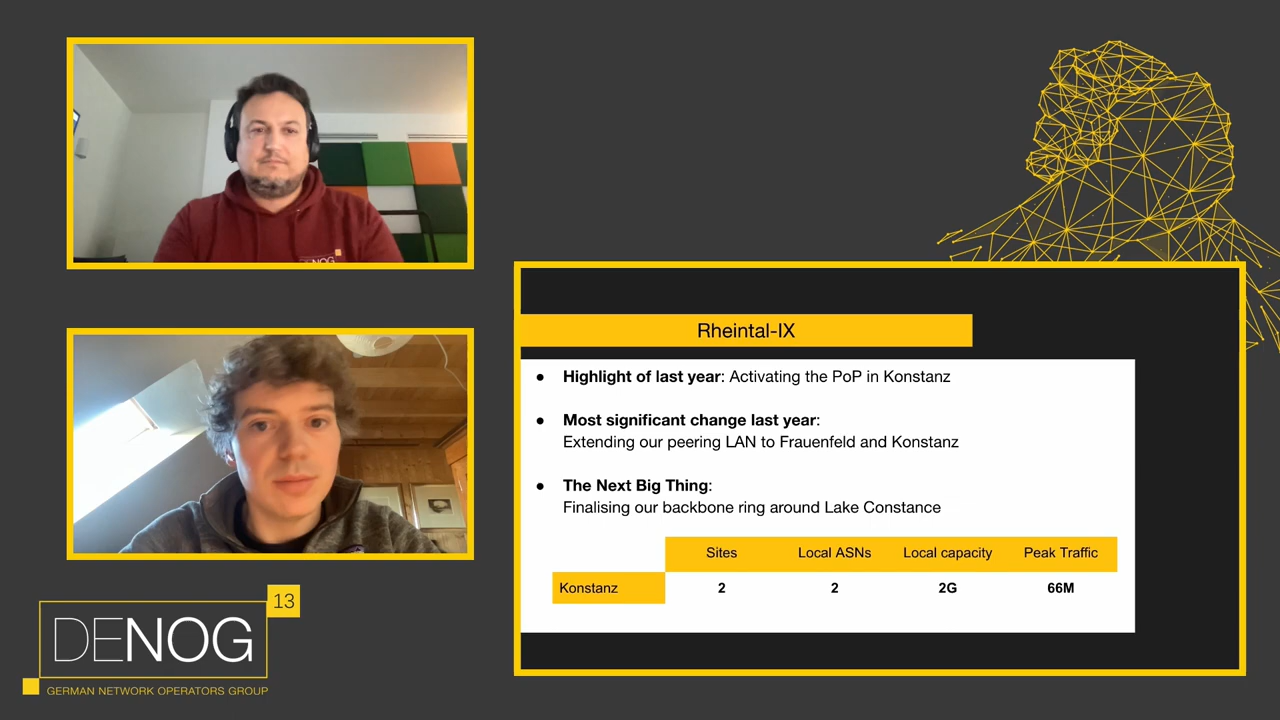 Rheintal-IX
● Highlight of last year: Activating the PoP in Konstanz
● Most significant change last year:
Extending our peering LAN to Frauenfeld and Konstanz
● The Next Big Thing:
Finalising our backbone ring around Lake Constance
Sites Local ASNs Local capacity Peak Traffic
Konstanz 2 2 2G 66M
13
DENOG
GERMAN NETWORK OPERATORS GROUP